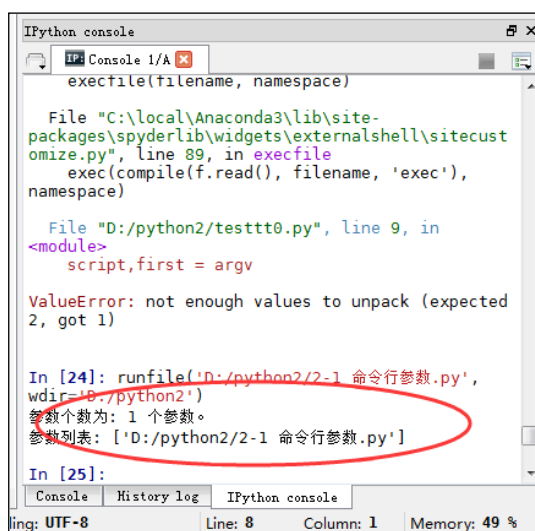 IPython console
IP: Console 1/A
execfile(filename, namespace)
File "C:\local\Anaconda3\lib\site-
packages\spyderlib\widgets\externalshell\sitecust
omize.py", line 89, in execfile
exec(compile(f.read(), filename, 'exec'),
namespace)
File "D:/python2/testtt0.py", line 9, in
<module>
script,first = argv
ValueError: not enough values to unpack (expected
2, got 1)
In [24]: runfile('D:/python2/2-1 命令行参数.py',
wdir='D:/python2')
参数个数为: 1 个参数。
参数列表: ['D:/python2/2-1 命令行参数.py']
In [25]:
Console History log IPython console
ling: UTF-8 Line: 8 Column: 1 Memory: 49 %